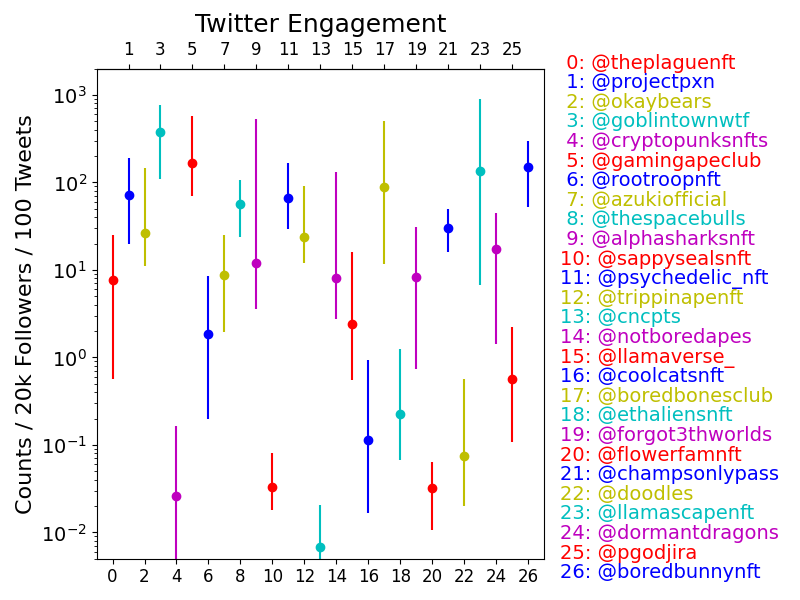 Twitter Engagement
1 3 5 7 9 11 13 15 17 19 21 23 25
Counts / 20k Followers / 100 Tweets
10³
10²
10¹
10⁰
10⁻¹
10⁻²
0 2 4 6 8 10 12 14 16 18 20 22 24 26
0: @theplaguenft
1: @projectpxn
2: @okaybears
3: @goblintownwtf
4: @cryptopunksnfts
5: @gamingapeclub
6: @rootroopnft
7: @azukiofficial
8: @thespacebulls
9: @alphasharksnft
10: @sappysealsnft
11: @psychedelic_nft
12: @trippinapenft
13: @cncpts
14: @notboredapes
15: @llamaverse_
16: @coolcatsnft
17: @boredbonesclub
18: @ethaliensnft
19: @forgot3thworlds
20: @flowerfamnft
21: @champsonlypass
22: @doodles
23: @llamascapenft
24: @dormantdragons
25: @pgodjira
26: @boredbunnynft